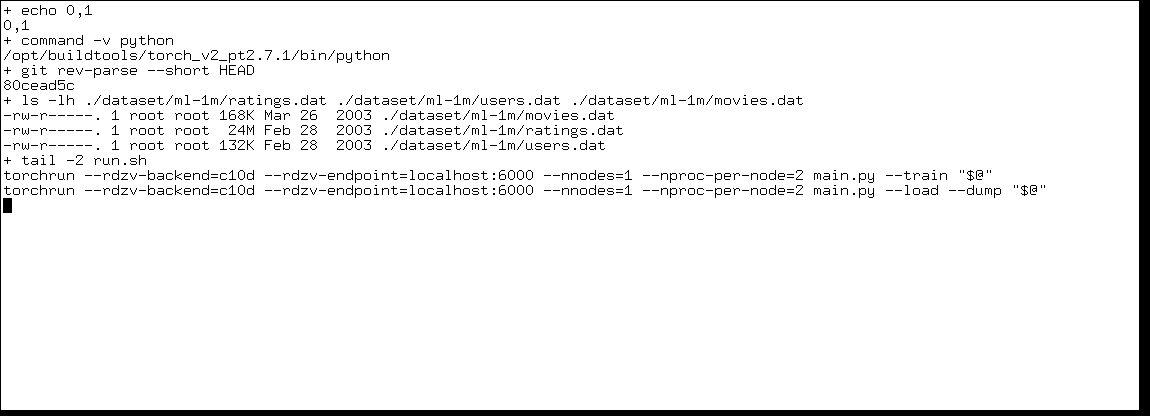 + echo 0,1
0,1
+ command -v python
/opt/buildtools/torch_v2_pt2.7.1/bin/python
+ git rev-parse --short HEAD
80cead5c
+ ls -lh ./dataset/ml-1m/ratings.dat ./dataset/ml-1m/users.dat ./dataset/ml-1m/movies.dat
-rw-r-----. 1 root root 168K Mar 26  2003 ./dataset/ml-1m/movies.dat
-rw-r-----. 1 root root  24M Feb 28  2003 ./dataset/ml-1m/ratings.dat
-rw-r-----. 1 root root 132K Feb 28  2003 ./dataset/ml-1m/users.dat
+ tail -2 run.sh
torchrun --rdzv-backend=c10d --rdzv-endpoint=localhost:6000 --nnodes=1 --nproc-per-node=2 main.py --train "$@"
torchrun --rdzv-backend=c10d --rdzv-endpoint=localhost:6000 --nnodes=1 --nproc-per-node=2 main.py --load --dump "$@"